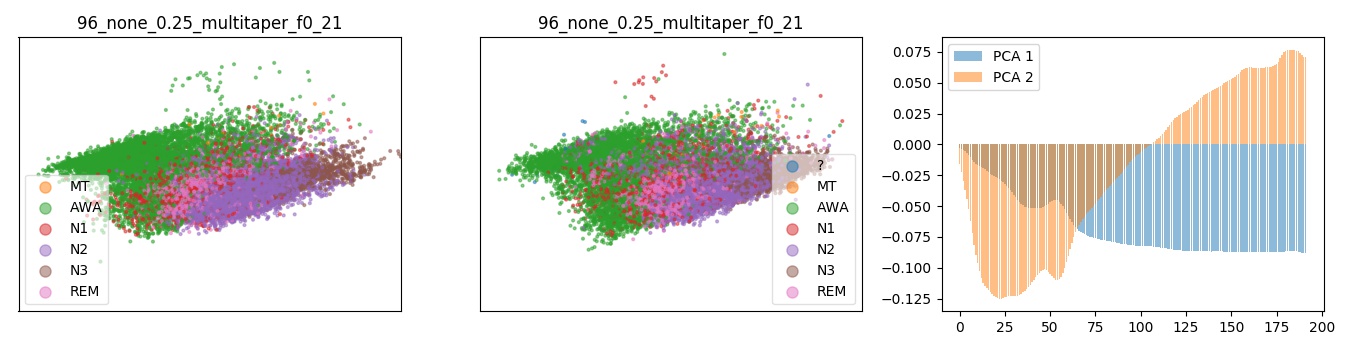 96_none_0.25_multitaper_f0_21
MT
AWA
N1
N2
N3
REM
96_none_0.25_multitaper_f0_21
?
MT
AWA
N1
N2
N3
REM
PCA 1
PCA 2
0.075
0.050
0.025
0.000
−0.025
−0.050
−0.075
−0.100
−0.125
0 25 50 75 100 125 150 175 200